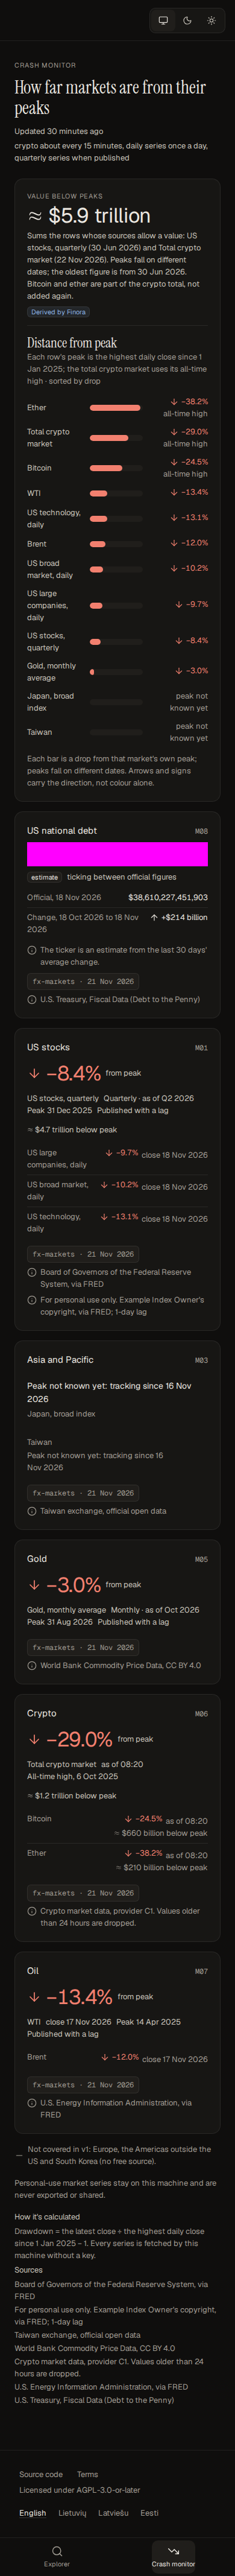 CRASH MONITOR
How far markets are from their
peaks
Updated 30 minutes ago
crypto about every 15 minutes, daily series once a day,
quarterly series when published
VALUE BELOW PEAKS
≈ $5.9 trillion
Sums the rows whose sources allow a value: US
stocks, quarterly (30 Jun 2026) and Total crypto
market (22 Nov 2026). Peaks fall on different
dates; the oldest figure is from 30 Jun 2026.
Bitcoin and ether are part of the crypto total, not
added again.
Derived by Finora
Distance from peak
Each row's peak is the highest daily close since 1
Jan 2025; the total crypto market uses its all-time
high · sorted by drop
Ether ↓ −38.2%
all-time high
Total crypto
market ↓ −29.0%
all-time high
Bitcoin ↓ −24.5%
all-time high
WTI ↓ −13.4%
US technology,
daily ↓ −13.1%
Brent ↓ −12.0%
US broad
market, daily ↓ −10.2%
US large
companies,
daily ↓ −9.7%
US stocks,
quarterly ↓ −8.4%
Gold, monthly
average ↓ −3.0%
Japan, broad
index peak not
known yet
Taiwan peak not
known yet
Each bar is a drop from that market's own peak;
peaks fall on different dates. Arrows and signs
carry the direction, not colour alone.
US national debt M08
estimate ticking between official figures
Official, 18 Nov 2026 $38,610,227,451,903
Change, 18 Oct 2026 to 18 Nov
2026 ↑ +$214 billion
The ticker is an estimate from the last 30 days'
average change.
fx-markets · 21 Nov 2026
U.S. Treasury, Fiscal Data (Debt to the Penny)
US stocks M01
↓ −8.4% from peak
US stocks, quarterly Quarterly · as of Q2 2026
Peak 31 Dec 2025 Published with a lag
≈ $4.7 trillion below peak
US large
companies, daily ↓ −9.7% close 18 Nov 2026
US broad market,
daily ↓ −10.2% close 18 Nov 2026
US technology,
daily ↓ −13.1% close 18 Nov 2026
fx-markets · 21 Nov 2026
Board of Governors of the Federal Reserve
System, via FRED
For personal use only. Example Index Owner's
copyright, via FRED; 1-day lag
Asia and Pacific M03
Peak not known yet: tracking since 16 Nov
2026
Japan, broad index
Taiwan
Peak not known yet: tracking since 16
Nov 2026
fx-markets · 21 Nov 2026
Taiwan exchange, official open data
Gold M05
↓ −3.0% from peak
Gold, monthly average Monthly · as of Oct 2026
Peak 31 Aug 2026 Published with a lag
fx-markets · 21 Nov 2026
World Bank Commodity Price Data, CC BY 4.0
Crypto M06
↓ −29.0% from peak
Total crypto market as of 08:20
All-time high, 6 Oct 2025
≈ $1.2 trillion below peak
Bitcoin ↓ −24.5% as of 08:20
≈ $660 billion below peak
Ether ↓ −38.2% as of 08:20
≈ $210 billion below peak
fx-markets · 21 Nov 2026
Crypto market data, provider C1. Values older
than 24 hours are dropped.
Oil M07
↓ −13.4% from peak
WTI close 17 Nov 2026 Peak 14 Apr 2025
Published with a lag
Brent ↓ −12.0% close 17 Nov 2026
fx-markets · 21 Nov 2026
U.S. Energy Information Administration, via
FRED
— Not covered in v1: Europe, the Americas outside the
US and South Korea (no free source).
Personal-use market series stay on this machine and are
never exported or shared.
How it's calculated
Drawdown = the latest close ÷ the highest daily close
since 1 January 2025 − 1. Every series is fetched by this
machine without a key.
Sources
Board of Governors of the Federal Reserve System, via
FRED
For personal use only. Example Index Owner's copyright,
via FRED; 1-day lag
Taiwan exchange, official open data
World Bank Commodity Price Data, CC BY 4.0
Crypto market data, provider C1. Values older than 24
hours are dropped.
U.S. Energy Information Administration, via FRED
U.S. Treasury, Fiscal Data (Debt to the Penny)
Source code Terms
Licensed under AGPL-3.0-or-later
English Lietuvių Latviešu Eesti
Explorer Crash monitor